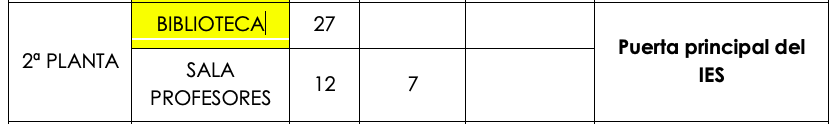 BIBLIOTECA 27
2ª PLANTA
SALA PROFESORES 12 7
Puerta principal del
IES